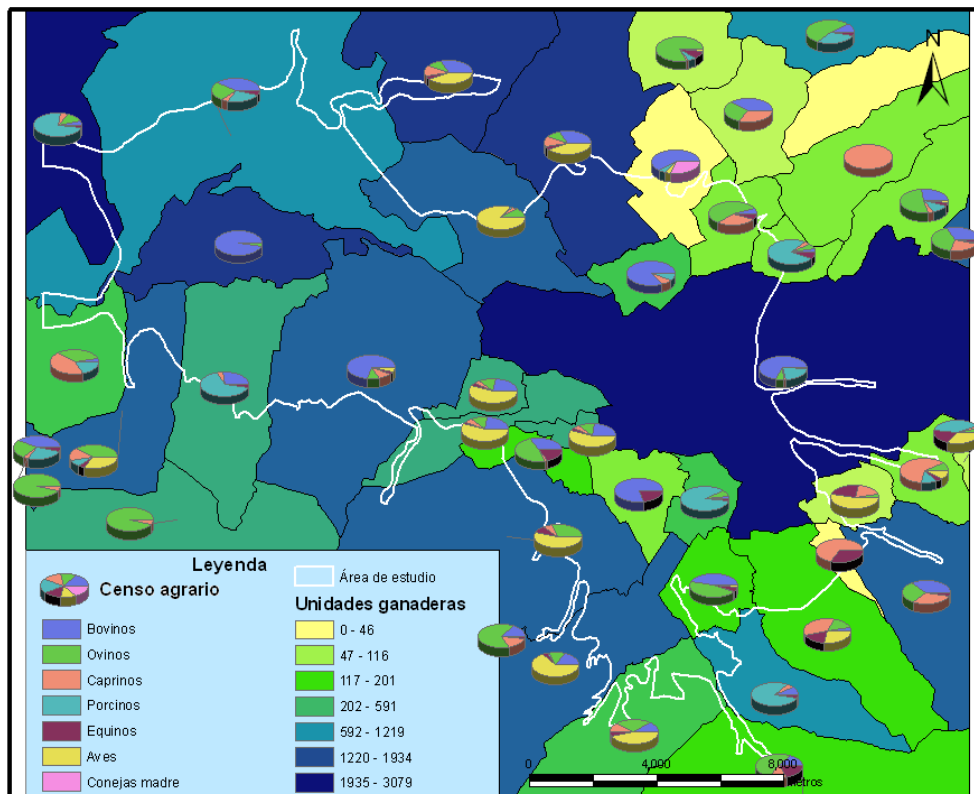 N
Leyenda
Censo agrario
Bovinos
Ovinos
Caprinos
Porcinos
Equinos
Aves
Conejas madre
Área de estudio
Unidades ganaderas
0 - 46
47 - 116
117 - 201
202 - 591
592 - 1219
1220 - 1934
1935 - 3079
0 4,000 8,000